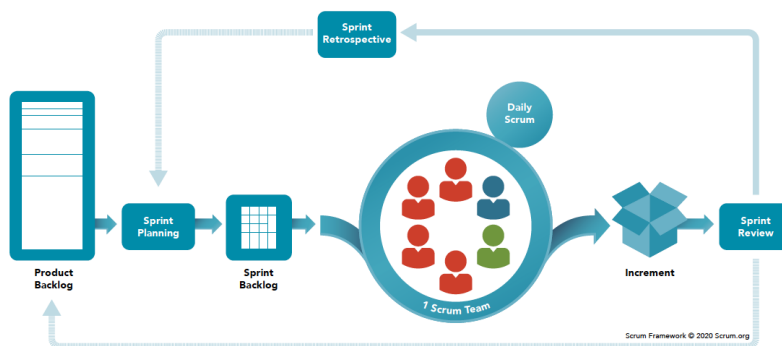 Sprint
Retrospective
Daily
Scrum
Sprint
Planning
Sprint
Review
Product
Backlog
Sprint
Backlog
1 Scrum Team
Increment
Scrum Framework © 2020 Scrum.org